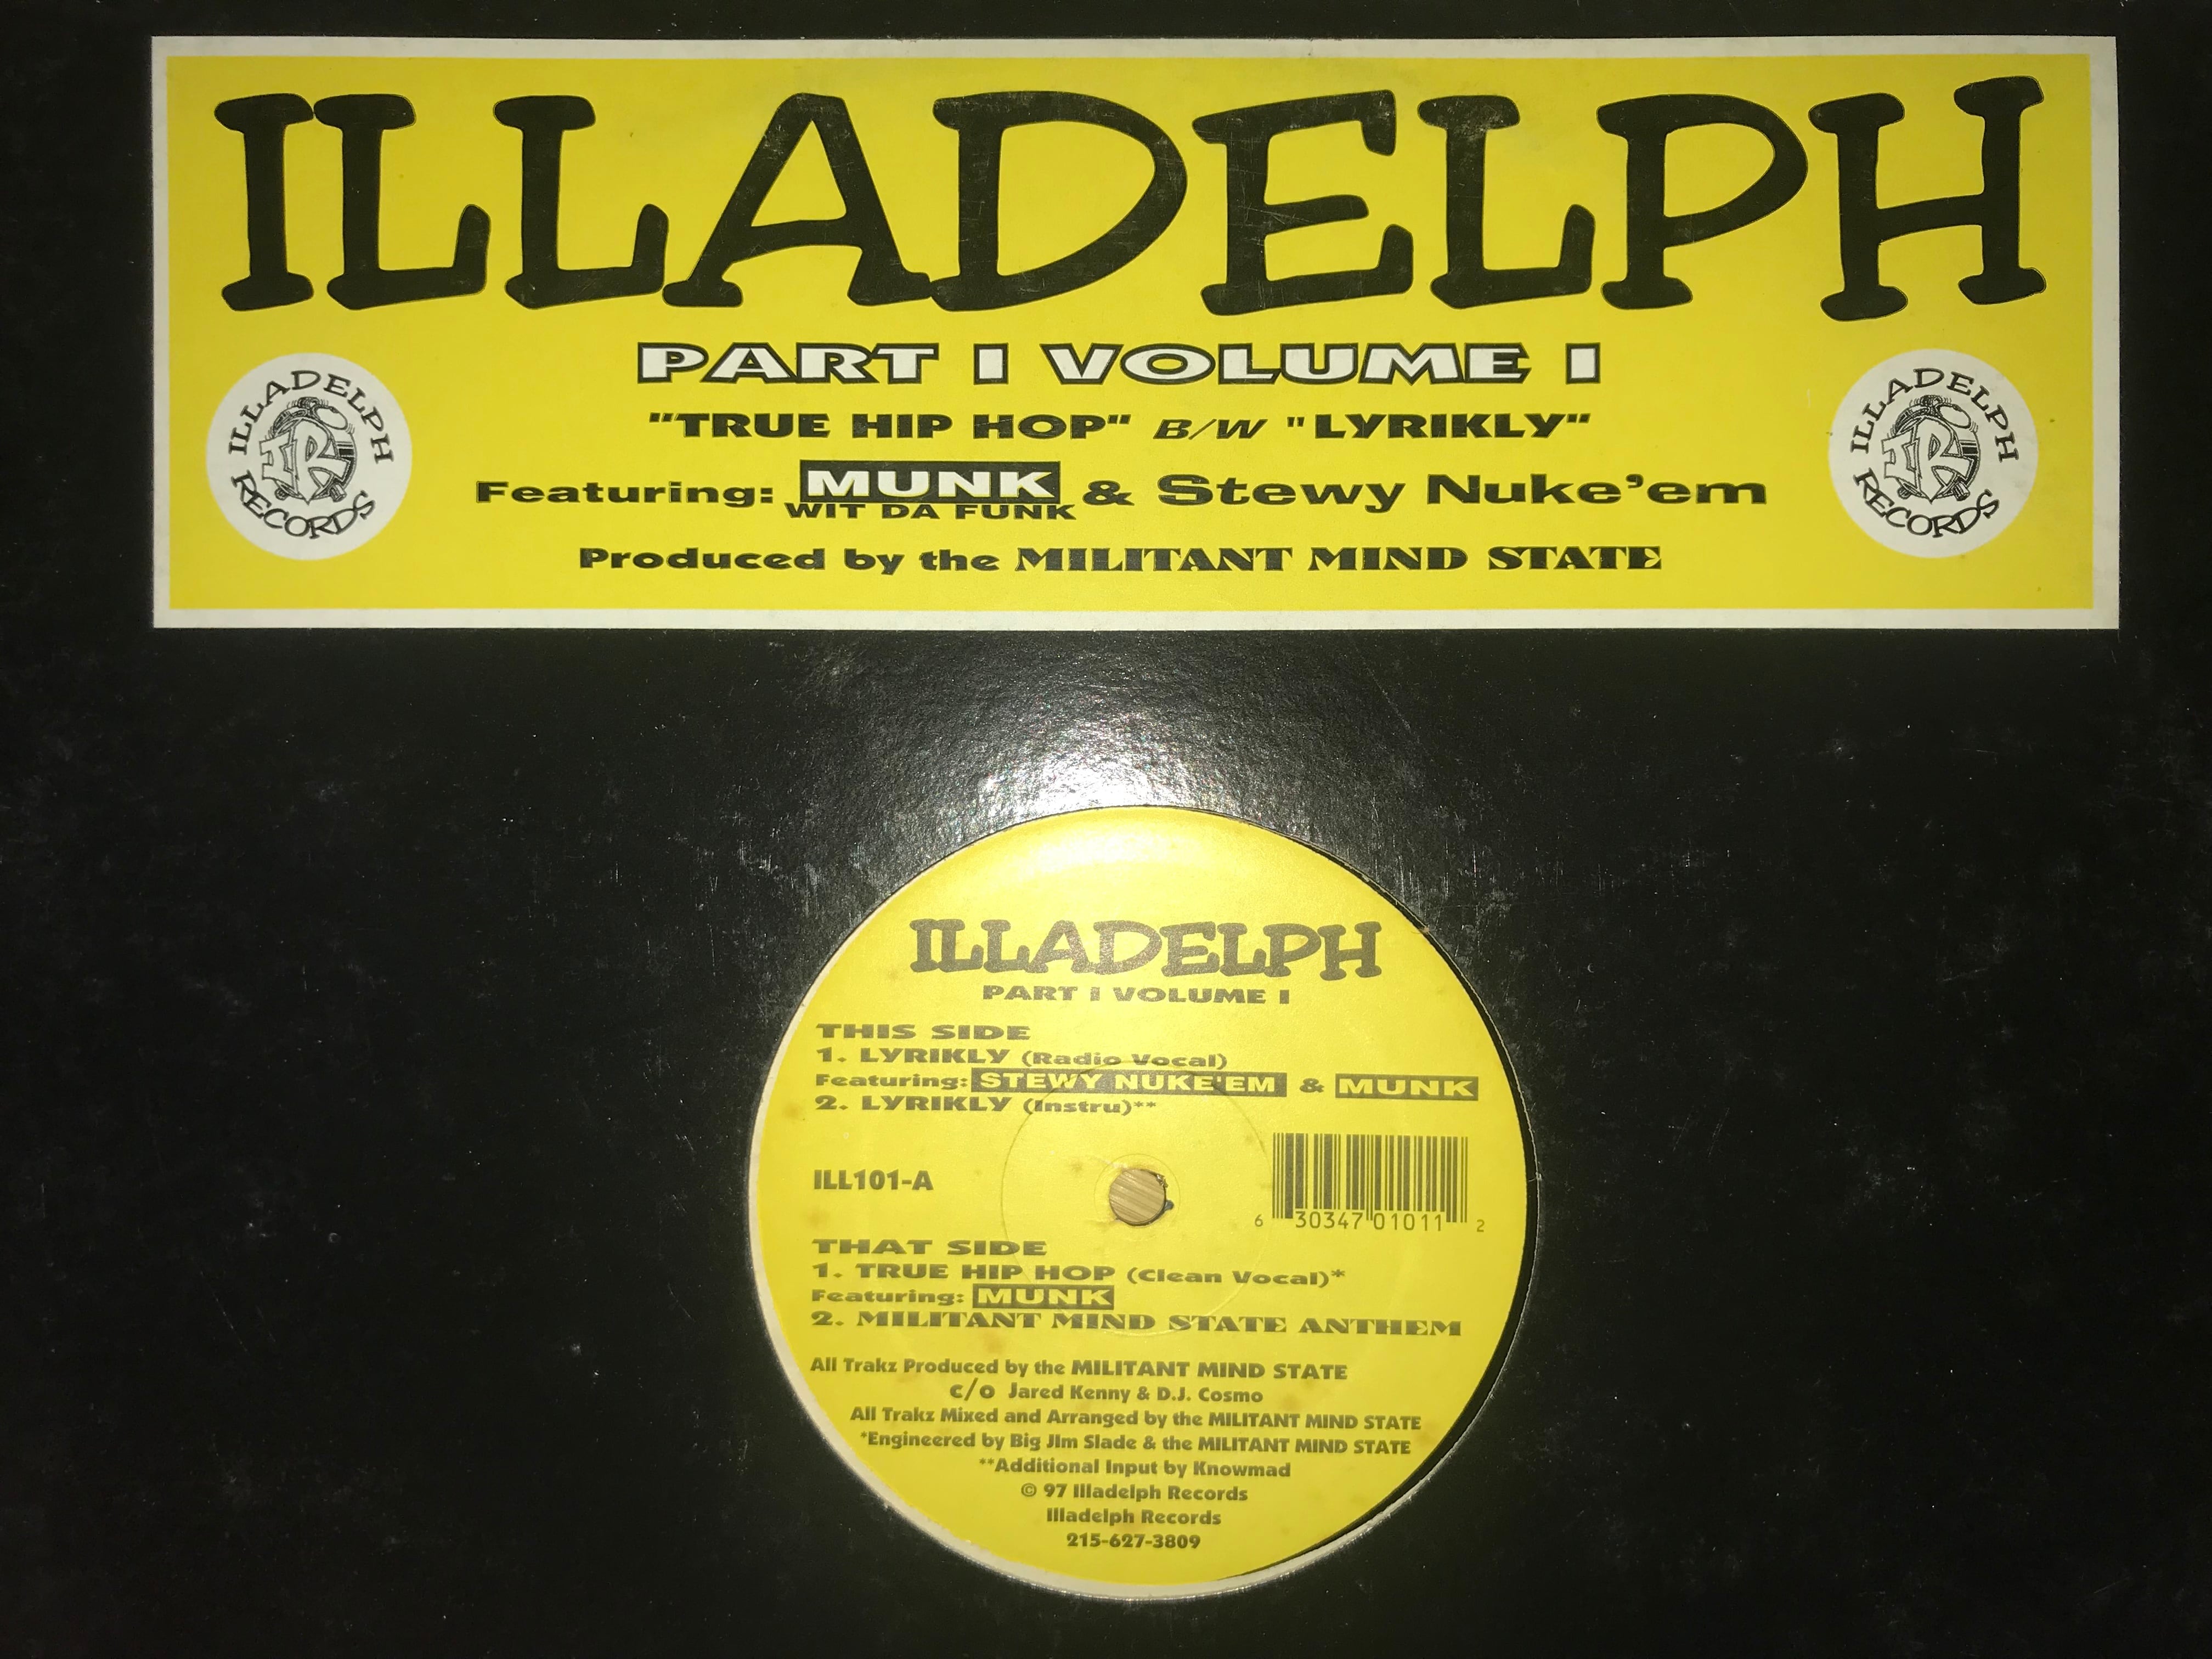 ILLADELPH
PART I VOLUME I
"TRUE HIP HOP" B/W "LYRIKLY"
Featuring: MUNK & Stewy Nuke'em
WIT DA FUNK
Produced by the MILITANT MIND STATE
ILLADELPH
IR
RECORDS
ILLADELPH
IR
RECORDS
ILLADELPH
PART I VOLUME I
THIS SIDE
1. LYRIKLY (Radio Vocal)
Featuring: STEWY NUKE'EM & MUNK
2. LYRIKLY (Instru)**
ILL101-A
6 30347 01011 2
THAT SIDE
1. TRUE HIP HOP (Clean Vocal)*
Featuring: MUNK
2. MILITANT MIND STATE ANTHEM
All Trakz Produced by the MILITANT MIND STATE
c/o Jared Kenny & D.J. Cosmo
All Trakz Mixed and Arranged by the MILITANT MIND STATE
*Engineered by Big JIm Slade & the MILITANT MIND STATE
**Additional Input by Knowmad
© 97 Illadelph Records
Illadelph Records
215-627-3809